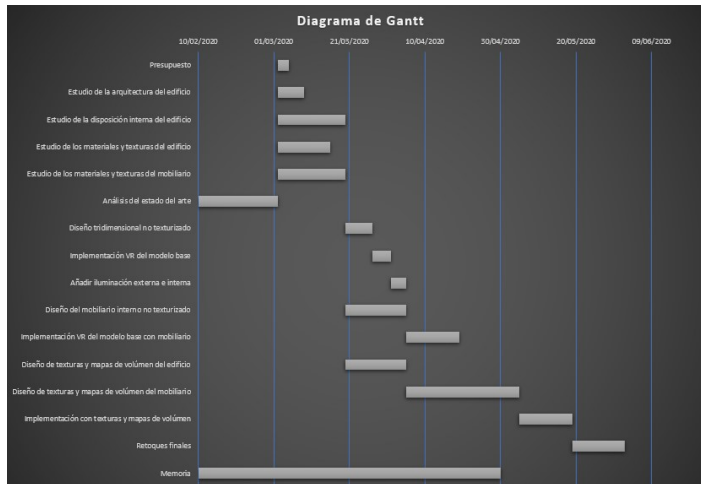 Diagrama de Gantt
10/02/2020 01/03/2020 21/03/2020 10/04/2020 30/04/2020 20/05/2020 09/06/2020
Presupuesto
Estudio de la arquitectura del edificio
Estudio de la disposición interna del edificio
Estudio de los materiales y texturas del edificio
Estudio de los materiales y texturas del mobiliario
Análisis del estado del arte
Diseño tridimensional no texturizado
Implementación VR del modelo base
Añadir iluminación externa e interna
Diseño del mobiliario interno no texturizado
Implementación VR del modelo base con mobiliario
Diseño de texturas y mapas de volúmen del edificio
Diseño de texturas y mapas de volúmen del mobiliario
Implementación con texturas y mapas de volúmen
Retoques finales
Memoria